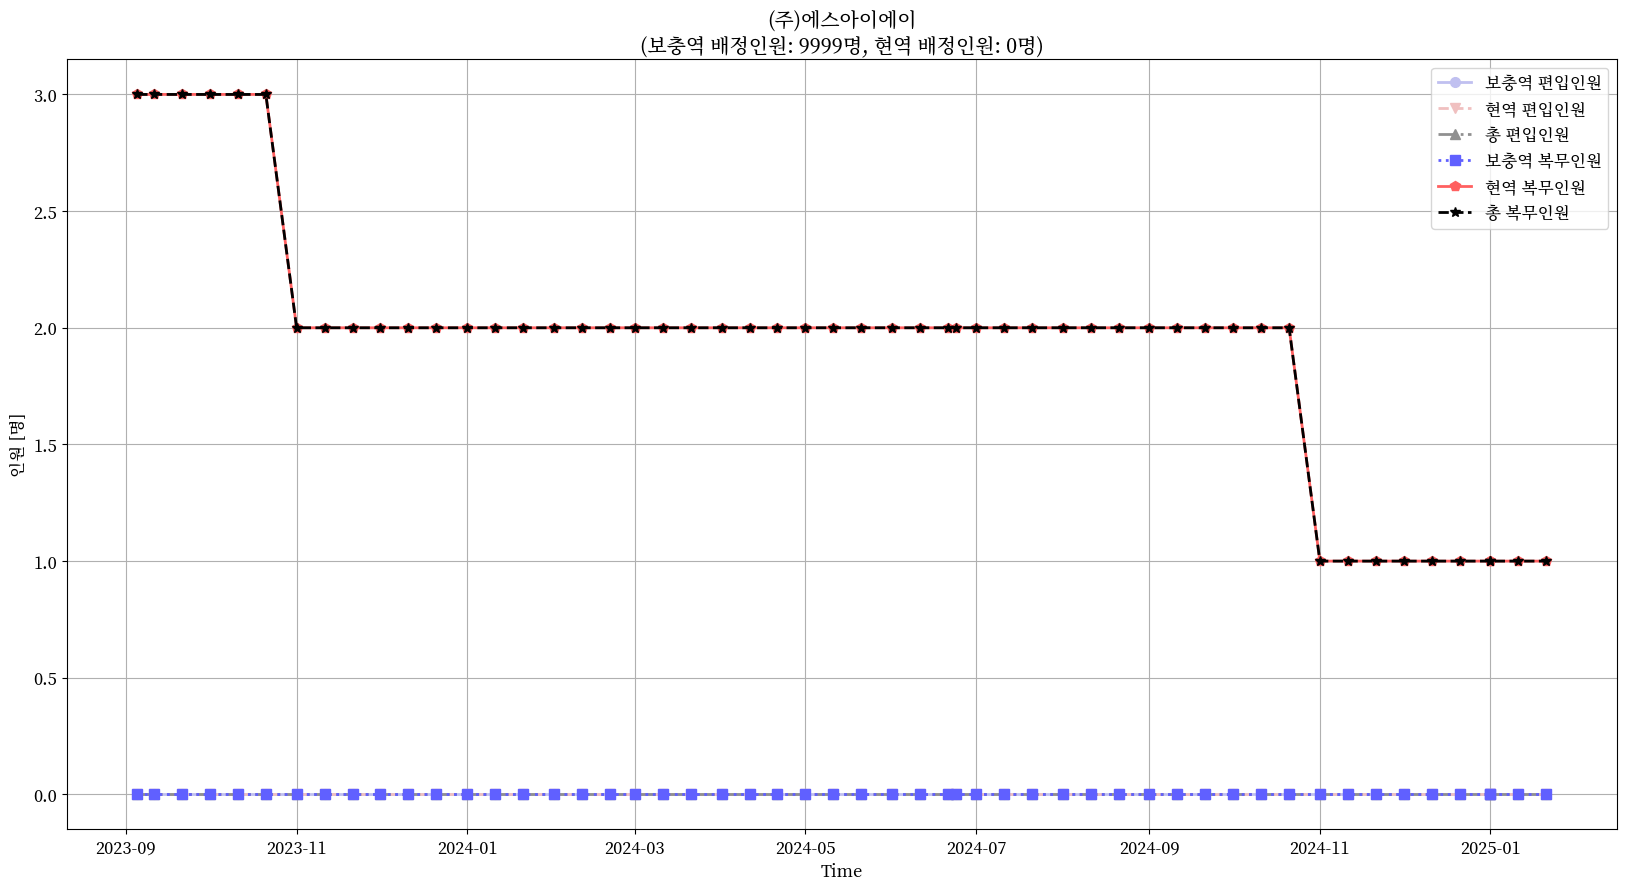 (주)에스아이에이
(보충역 배정인원: 9999명, 현역 배정인원: 0명)
보충역 편입인원
현역 편입인원
총 편입인원
보충역 복무인원
현역 복무인원
총 복무인원
인원 [명]
3.0
2.5
2.0
1.5
1.0
0.5
0.0
2023-09 2023-11 2024-01 2024-03 2024-05 2024-07 2024-09 2024-11 2025-01
Time